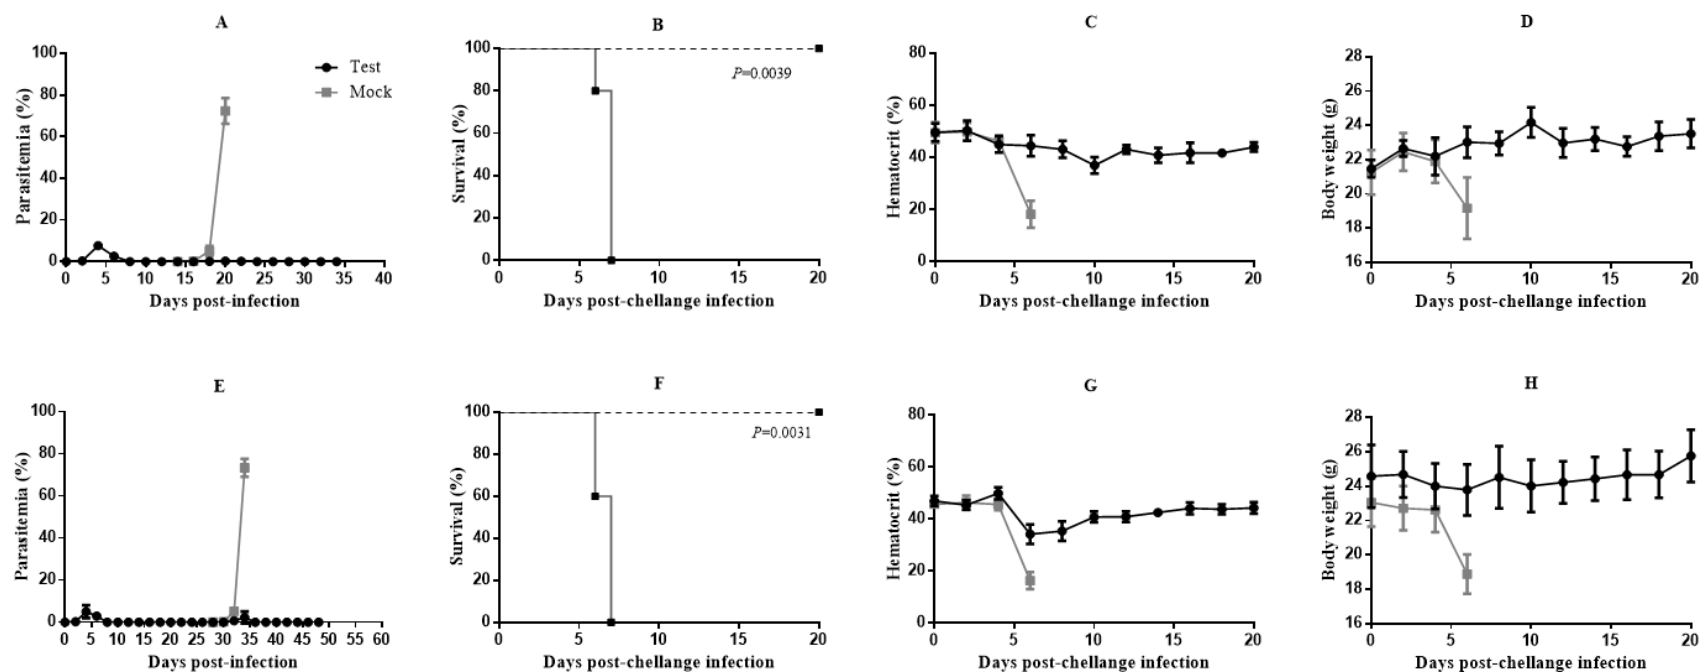 A
100
80
60
40
20
0
0 5 10 15 20 25 30 35 40
Parasitemia (%)
Days post-infection
Test
Mock
B
100
80
60
40
20
0
0 5 10 15 20
Survival (%)
Days post-chellange infection
P=0.0039
C
80
60
40
20
0
0 5 10 15 20
Hematocrit (%)
Days post-chellange infection
D
28
26
24
22
20
18
16
0 5 10 15 20
Body weight (g)
Days post-chellange infection
E
100
80
60
40
20
0
0 5 10 15 20 25 30 35 40 45 50 60
Parasitemia (%)
Days post-infection
F
100
80
60
40
20
0
0 5 10 15 20
Survival (%)
Days post-chellange infection
P=0.0031
G
80
60
40
20
0
0 5 10 15 20
Hematocrit (%)
Days post-chellange infection
H
28
26
24
22
20
18
16
0 5 10 15 20
Body weight (g)
Days post-chellange infection